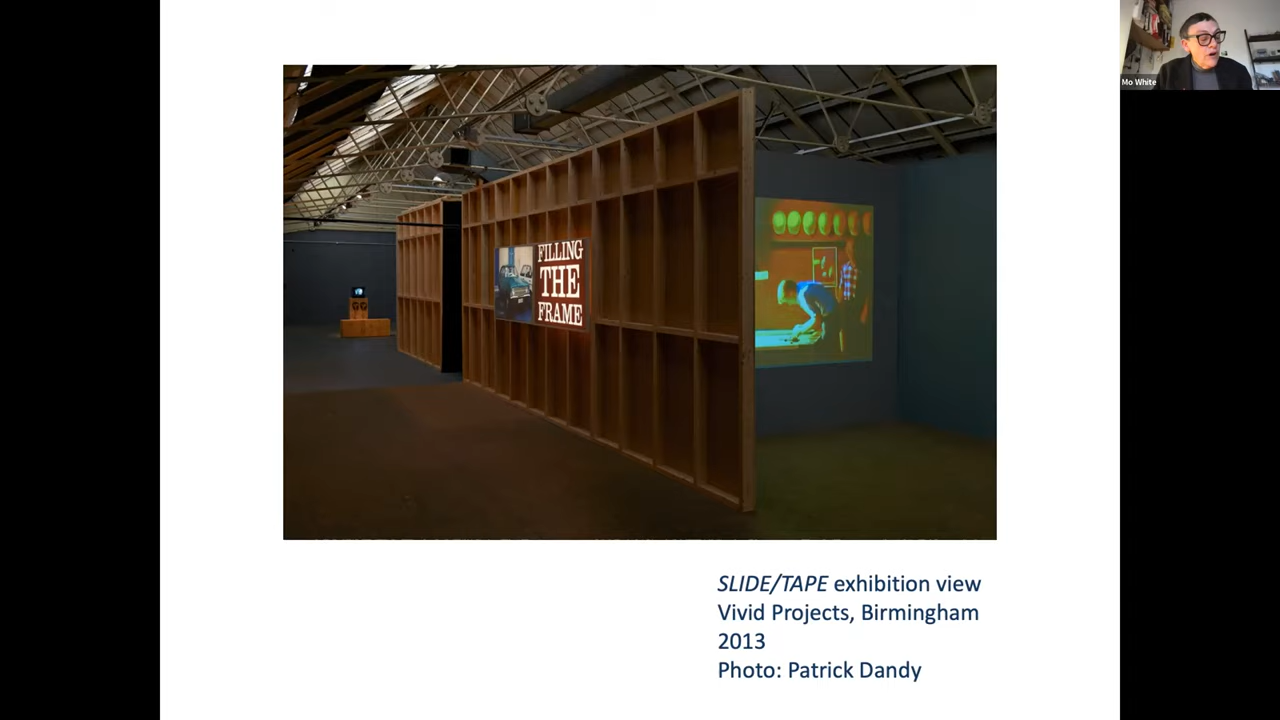 Mo White
FILLING
THE
FRAME
SLIDE/TAPE exhibition view
Vivid Projects, Birmingham
2013
Photo: Patrick Dandy